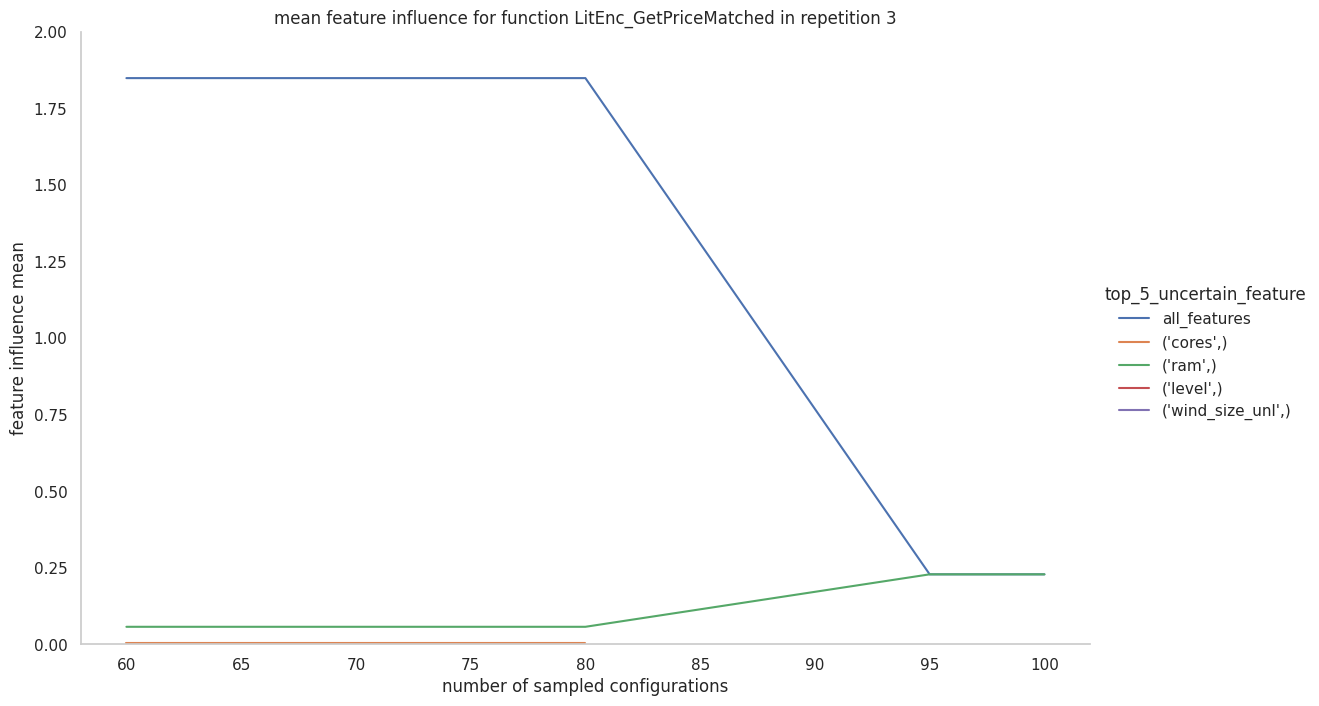 mean feature influence for function LitEnc_GetPriceMatched in repetition 3
2.00
1.75
1.50
1.25
1.00
0.75
0.50
0.25
0.00
feature influence mean
60 65 70 75 80 85 90 95 100
number of sampled configurations
top_5_uncertain_feature
all_features
('cores',)
('ram',)
('level',)
('wind_size_unl',)